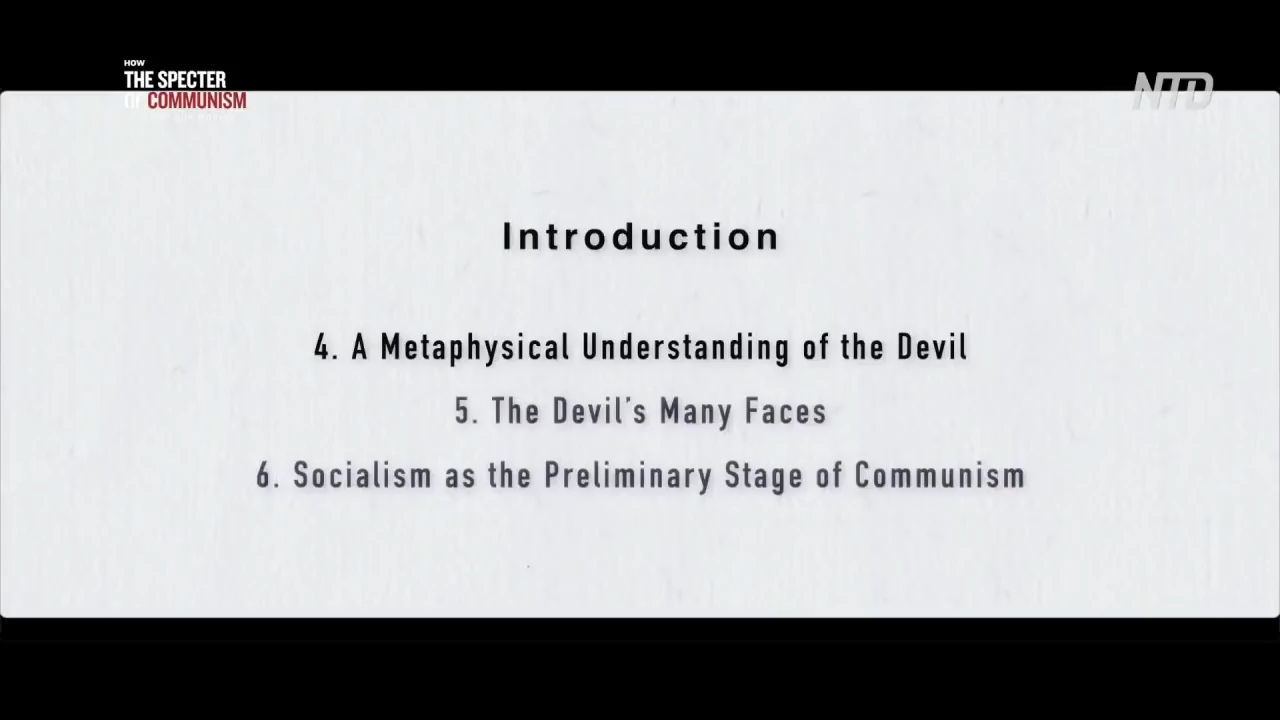 HOW
THE SPECTER
OF COMMUNISM
NTD
Introduction
4. A Metaphysical Understanding of the Devil
5. The Devil's Many Faces
6. Socialism as the Preliminary Stage of Communism